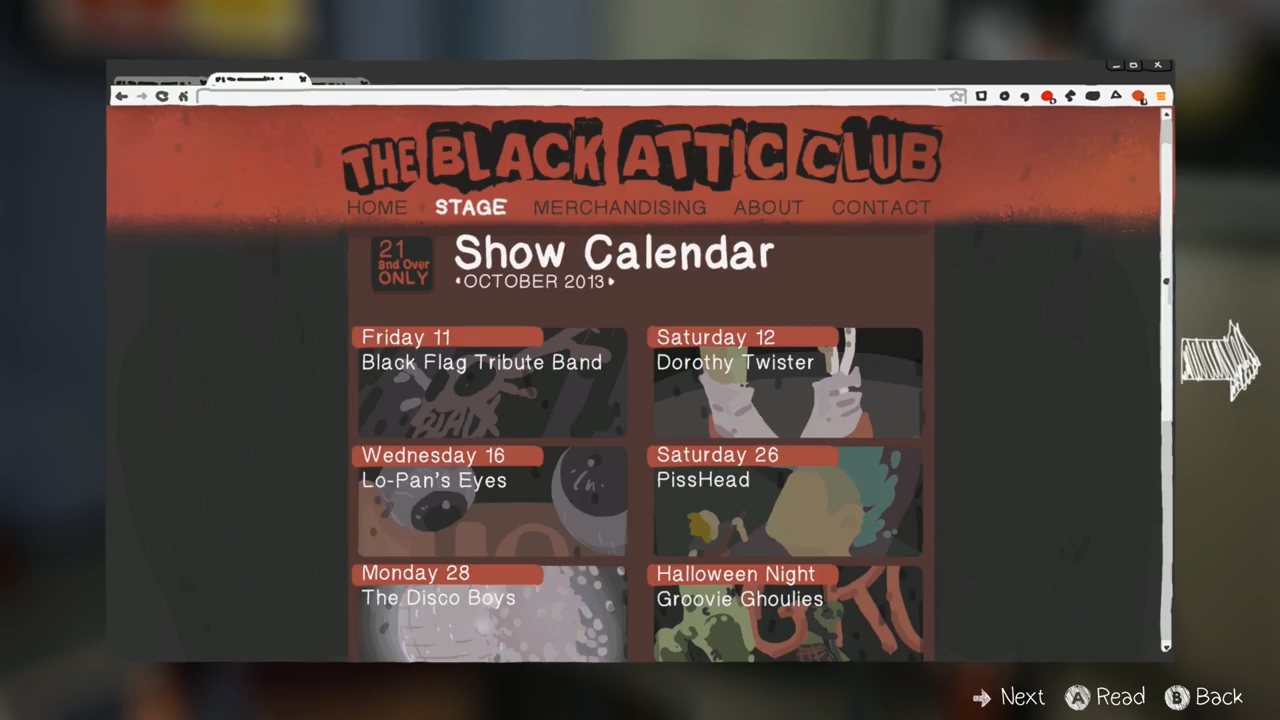 THE BLACK ATTIC CLUB
HOME STAGE MERCHANDISING ABOUT CONTACT
21
and Over
ONLY
Show Calendar
OCTOBER 2013
Friday 11
Black Flag Tribute Band
Saturday 12
Dorothy Twister
Wednesday 16
Lo-Pan's Eyes
Saturday 26
PissHead
Monday 28
The Disco Boys
Halloween Night
Groovie Ghoulies
Next A Read B Back